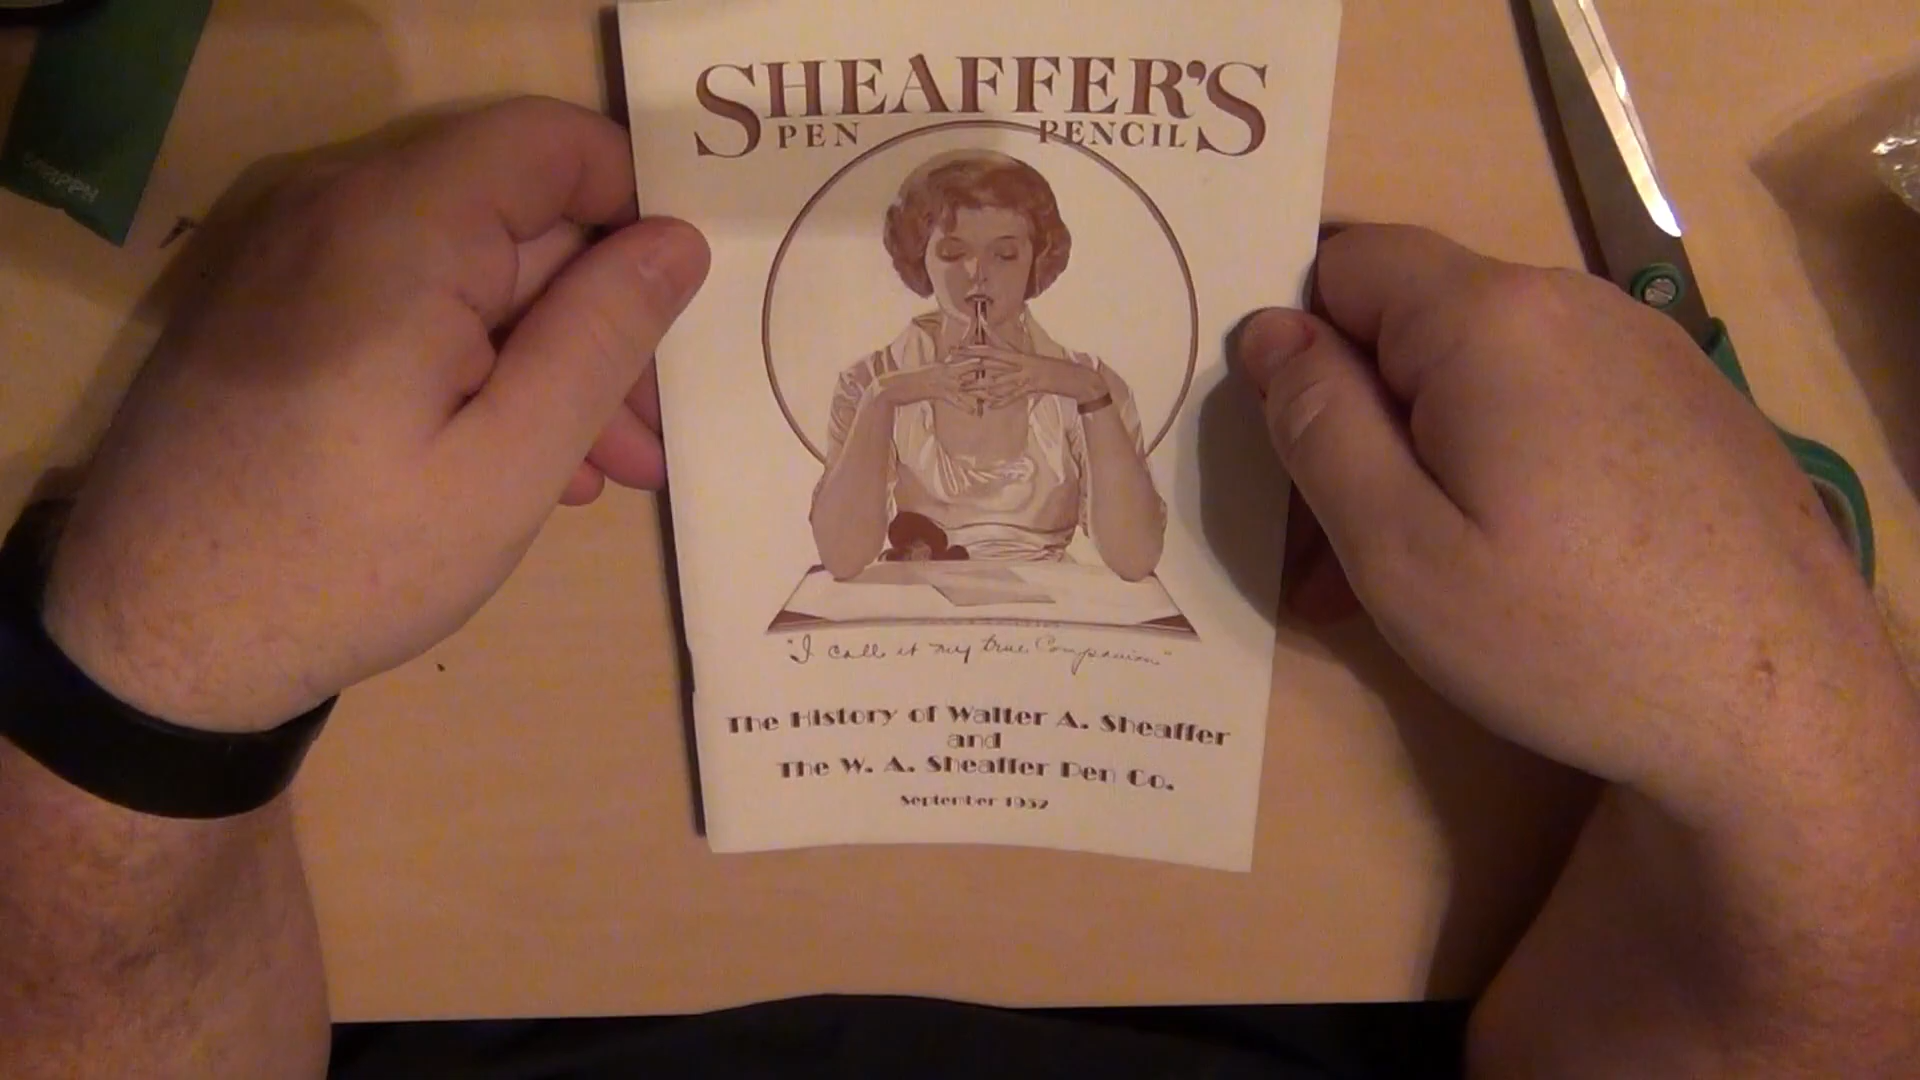 SHEAFFER'S
PEN PENCIL
"I call it my true Companion"
The History of Walter A. Sheaffer
and
The W. A. Sheaffer Pen Co.
September 1932